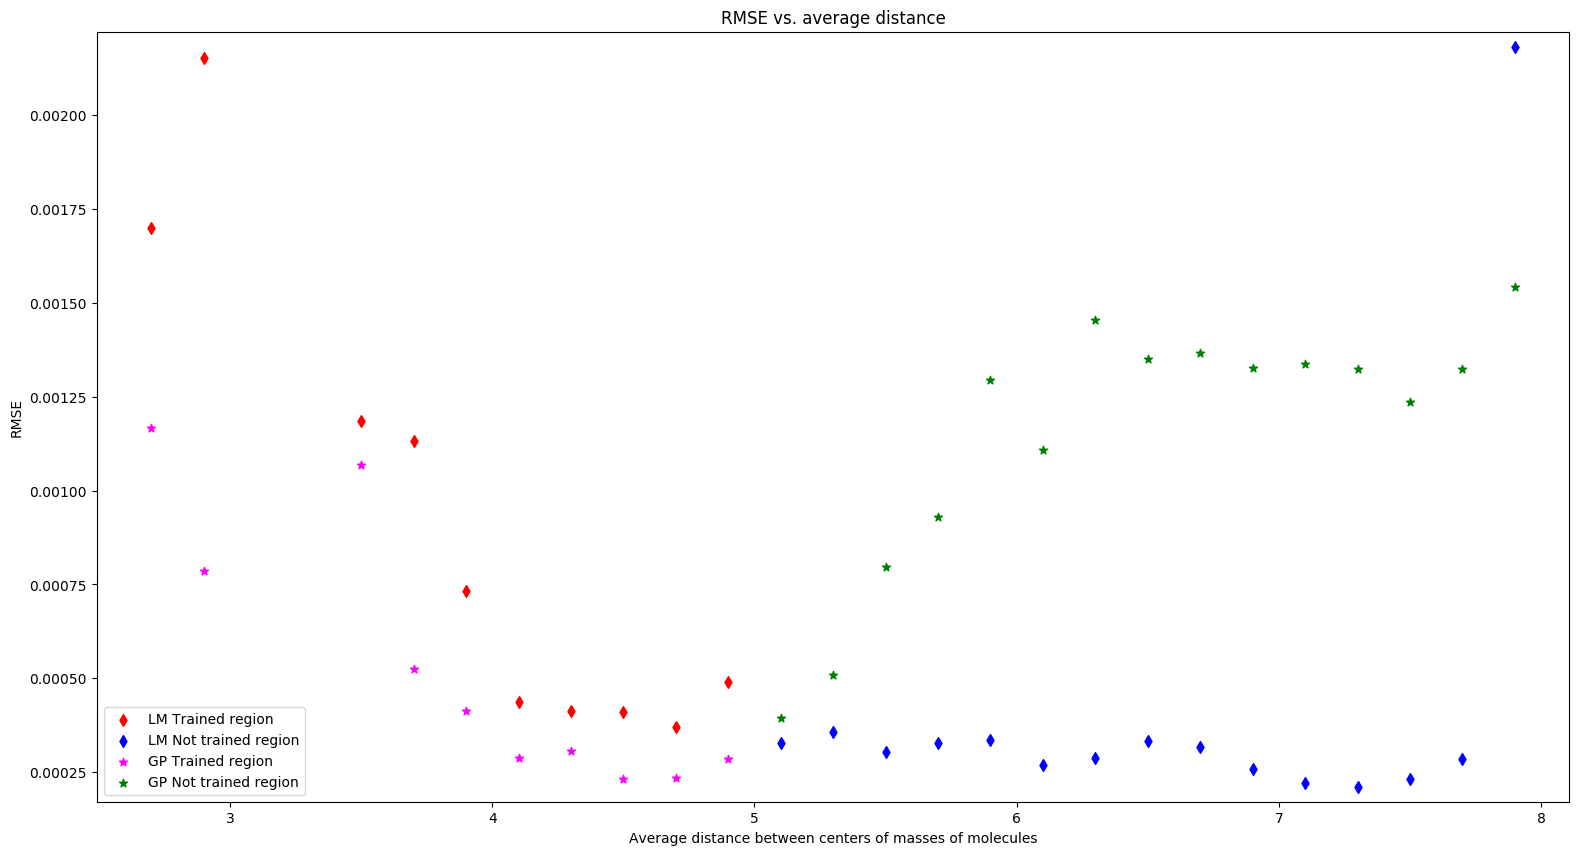 RMSE vs. average distance
RMSE
0.00200
0.00175
0.00150
0.00125
0.00100
0.00075
0.00050
0.00025
LM Trained region
LM Not trained region
GP Trained region
GP Not trained region
3 4 5 6 7 8
Average distance between centers of masses of molecules